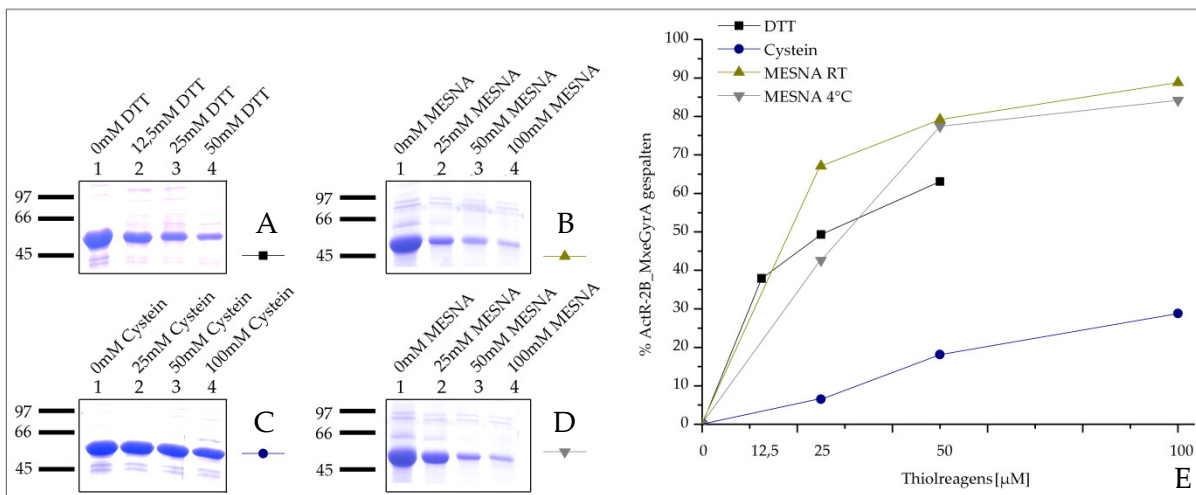 0mM DTT
12,5mM DTT
25mM DTT
50mM DTT
1 2 3 4
97
66
45
A
0mM MESNA
25mM MESNA
50mM MESNA
100mM MESNA
1 2 3 4
97
66
45
B
0mM Cystein
25mM Cystein
50mM Cystein
100mM Cystein
1 2 3 4
97
66
45
C
0mM MESNA
25mM MESNA
50mM MESNA
100mM MESNA
1 2 3 4
97
66
45
D
DTT
Cystein
MESNA RT
MESNA 4°C
% ActR-2B_MxeGyrA gespalten
100
90
80
70
60
50
40
30
20
10
0
0 12,5 25 50 100
Thiolreagens [µM]
E